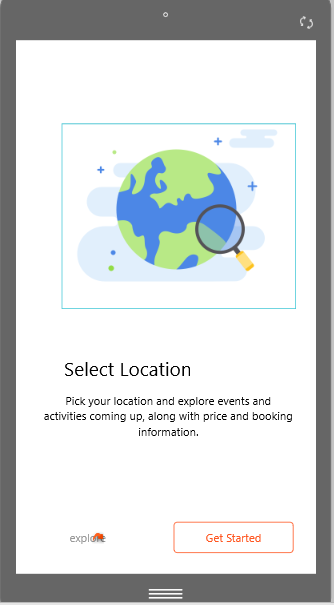 Select Location
Pick your location and explore events and
activities coming up, along with price and booking
information.
explore
Get Started